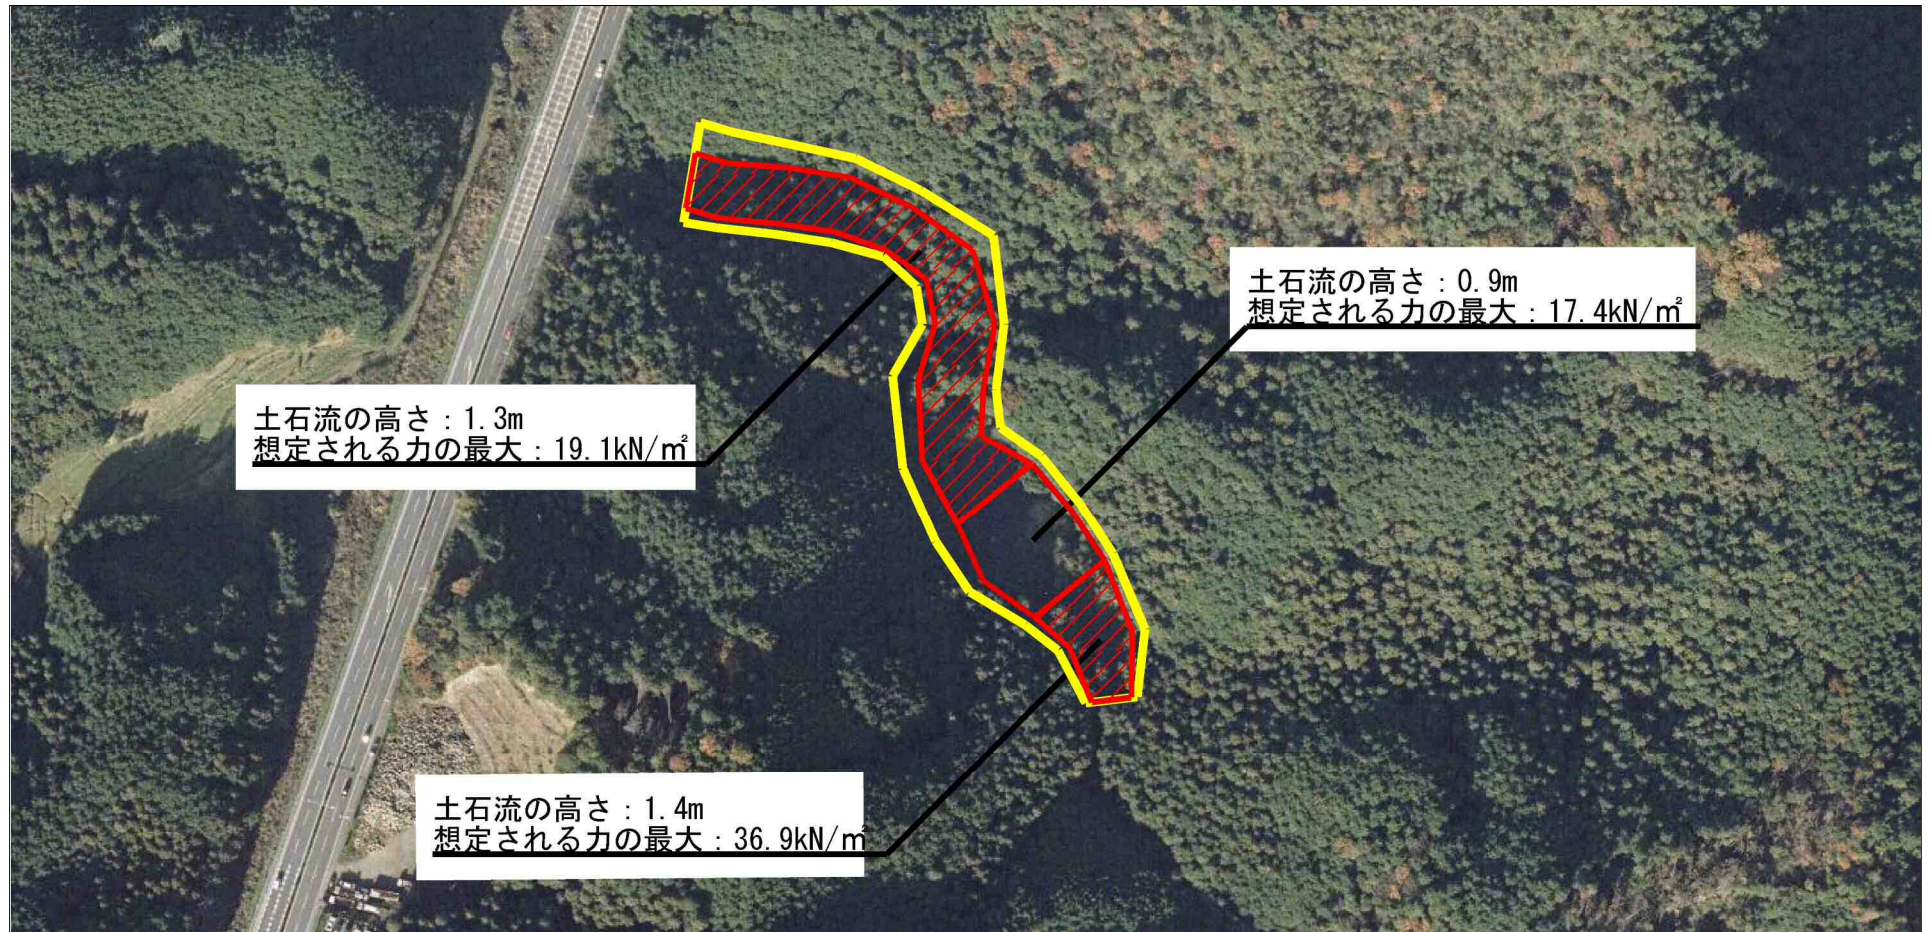 土石流の高さ：0.9m
想定される力の最大：17.4kN/㎡
土石流の高さ：1.3m
想定される力の最大：19.1kN/㎡
土石流の高さ：1.4m
想定される力の最大：36.9kN/㎡